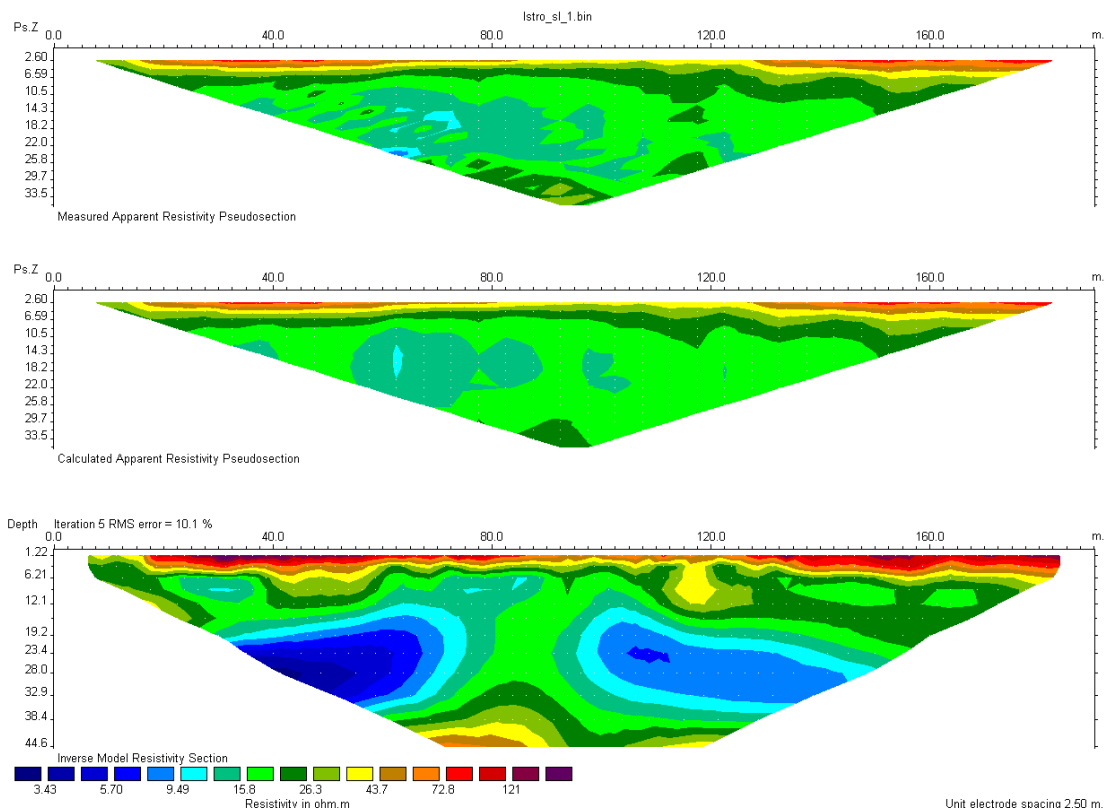 Istro_sl_1.bin
Ps.Z 0.0 40.0 80.0 120.0 160.0 m.
2.60
6.59
10.5
14.3
18.2
22.0
25.8
29.7
33.5
Measured Apparent Resistivity Pseudosection
Ps.Z 0.0 40.0 80.0 120.0 160.0 m.
2.60
6.59
10.5
14.3
18.2
22.0
25.8
29.7
33.5
Calculated Apparent Resistivity Pseudosection
Depth Iteration 5 RMS error = 10.1 %
0.0 40.0 80.0 120.0 160.0 m.
1.22
6.21
12.1
19.2
23.4
28.0
32.9
38.4
44.6
Inverse Model Resistivity Section
3.43 5.70 9.49 15.8 26.3 43.7 72.8 121
Resistivity in ohm.m
Unit electrode spacing 2.50 m.